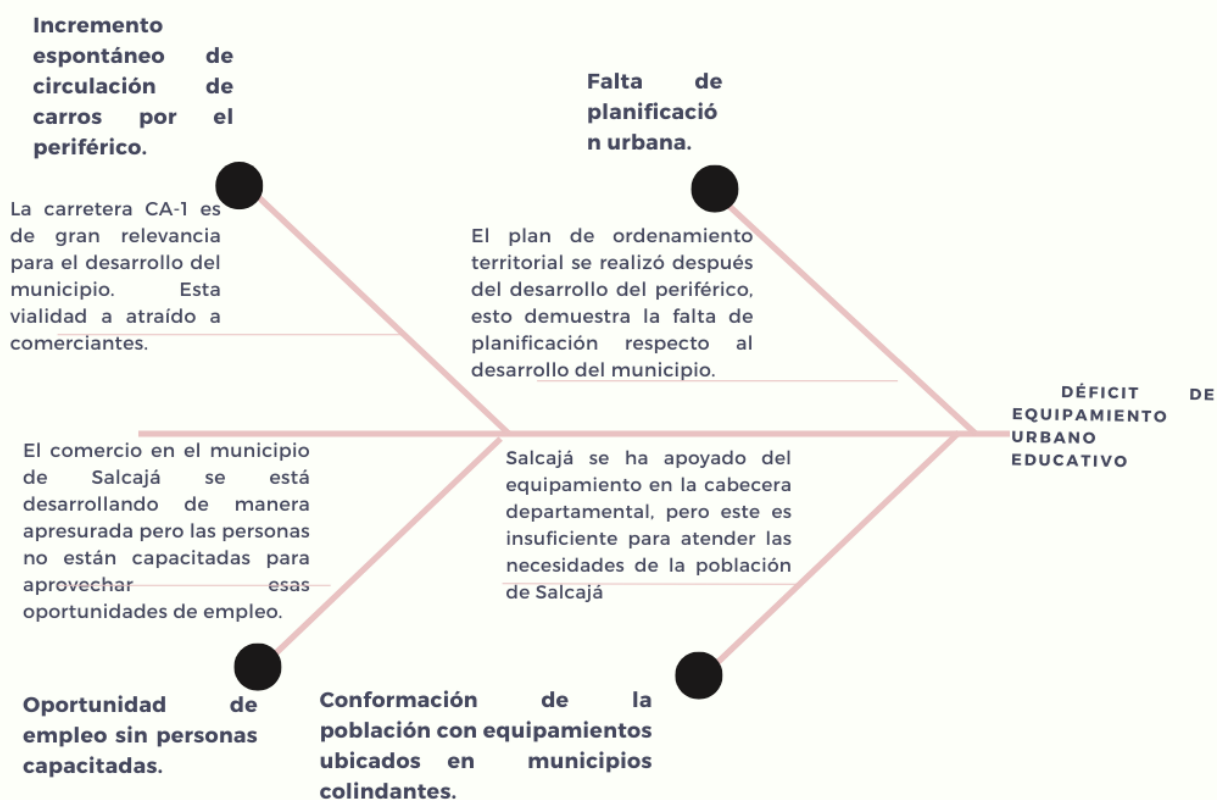 Incremento
espontáneo de
circulación de
carros por el
periférico.
La carretera CA-1 es
de gran relevancia
para el desarrollo del
municipio. Esta
vialidad a atraído a
comerciantes.
Falta de
planificació
n urbana.
El plan de ordenamiento
territorial se realizó después
del desarrollo del periférico,
esto demuestra la falta de
planificación respecto al
desarrollo del municipio.
DÉFICIT DE
EQUIPAMIENTO
URBANO
EDUCATIVO
El comercio en el municipio
de Salcajá se está
desarrollando de manera
apresurada pero las personas
no están capacitadas para
aprovechar esas
oportunidades de empleo.
Oportunidad de
empleo sin personas
capacitadas.
Salcajá se ha apoyado del
equipamiento en la cabecera
departamental, pero este es
insuficiente para atender las
necesidades de la población
de Salcajá
Conformación de la
población con equipamientos
ubicados en municipios
colindantes.